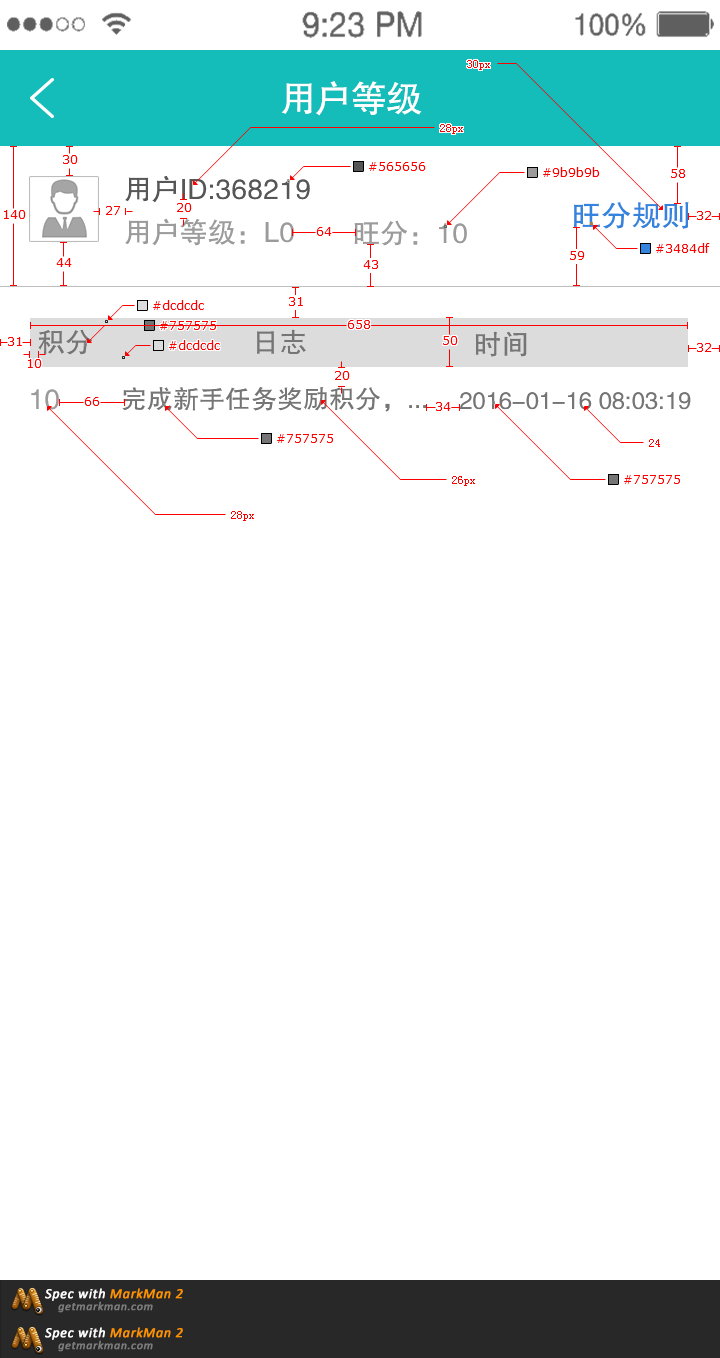 9:23 PM 100%
用户等级
30px
28px
30
#565656
#9b9b9b
58
用户ID:368219
140
27
20
旺分规则
32
用户等级：L0
64
旺分：10
#3484df
44
43
59
31
#dcdcdc
#757575
658
31
积分
#dcdcdc
日志
50
时间
32
10
20
10
66
完成新手任务奖励积分，...
34
2016-01-16 08:03:19
#757575
24
26px
#757575
28px
Spec with MarkMan 2
getmarkman.com
Spec with MarkMan 2
getmarkman.com